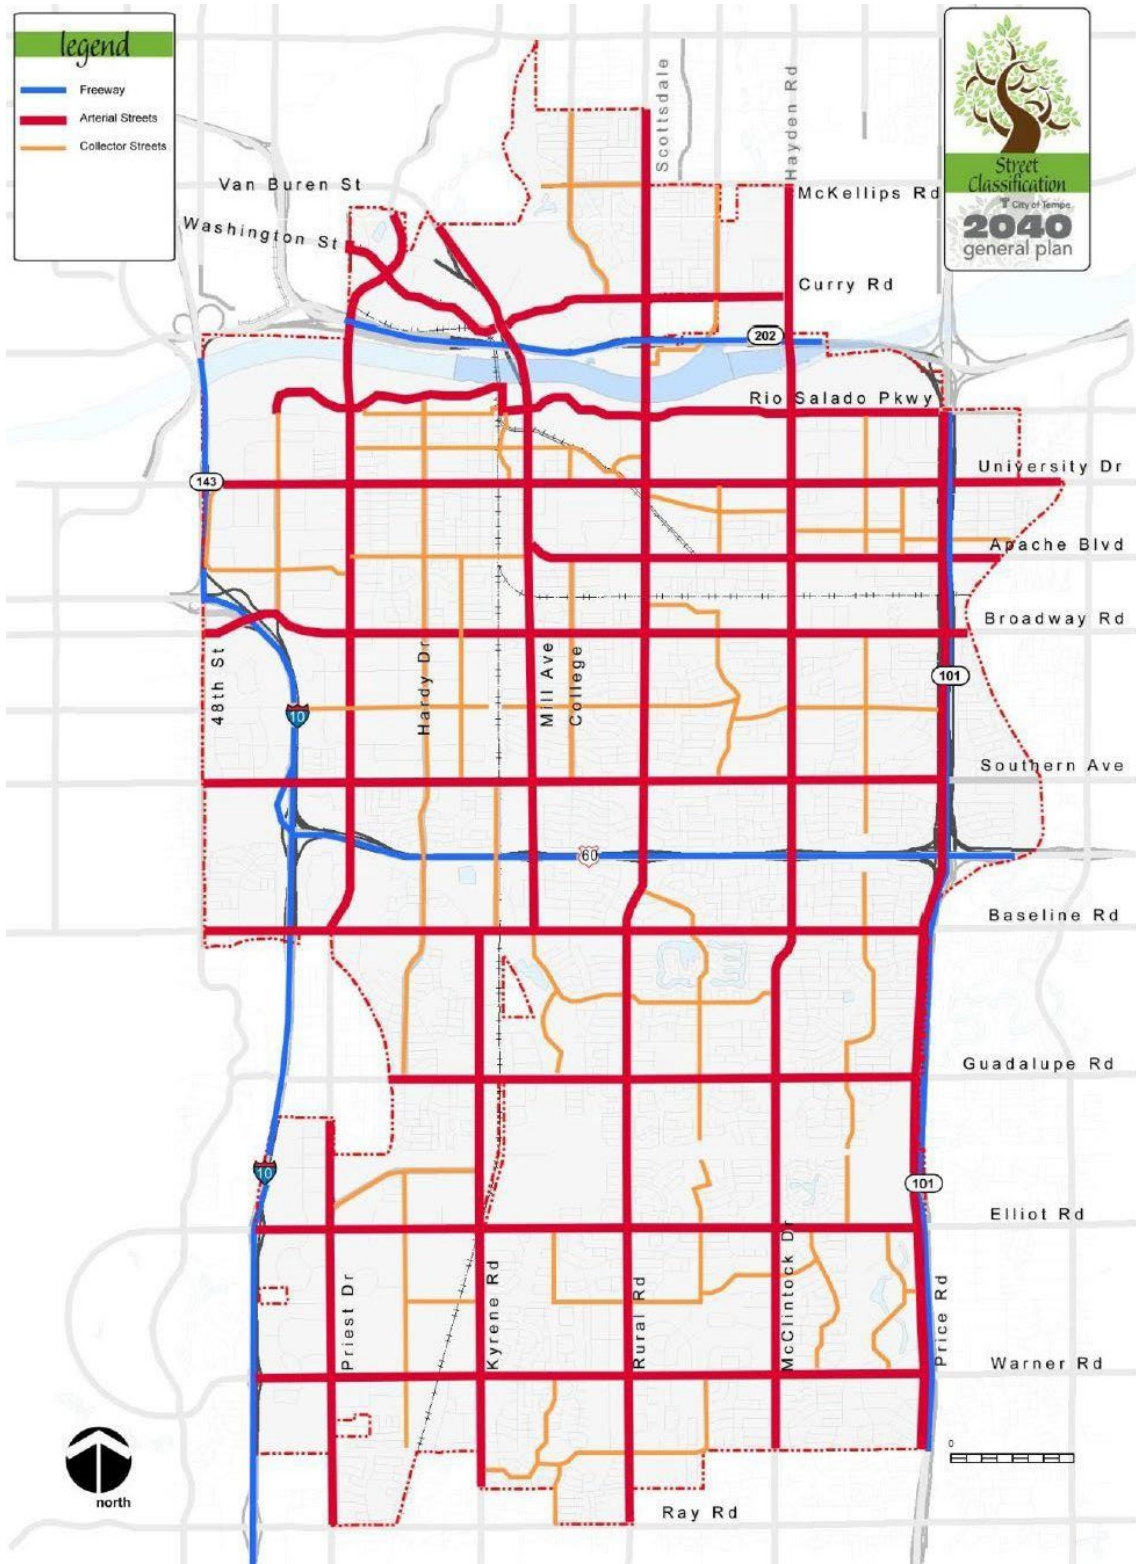 legend
Freeway
Arterial Streets
Collector Streets
Street
Classification
City of Tempe
2040
general plan
Scottsdale
Hayden Rd
Van Buren St
McKellips Rd
Washington St
Curry Rd
202
Rio Salado Pkwy
University Dr
143
Apache Blvd
Broadway Rd
48th St
Hardy Dr
Mill Ave
College
101
10
Southern Ave
60
Baseline Rd
Guadalupe Rd
10
101
Elliot Rd
Priest Dr
Kyrene Rd
Rural Rd
McClintock Dr
Price Rd
Warner Rd
0
north
Ray Rd